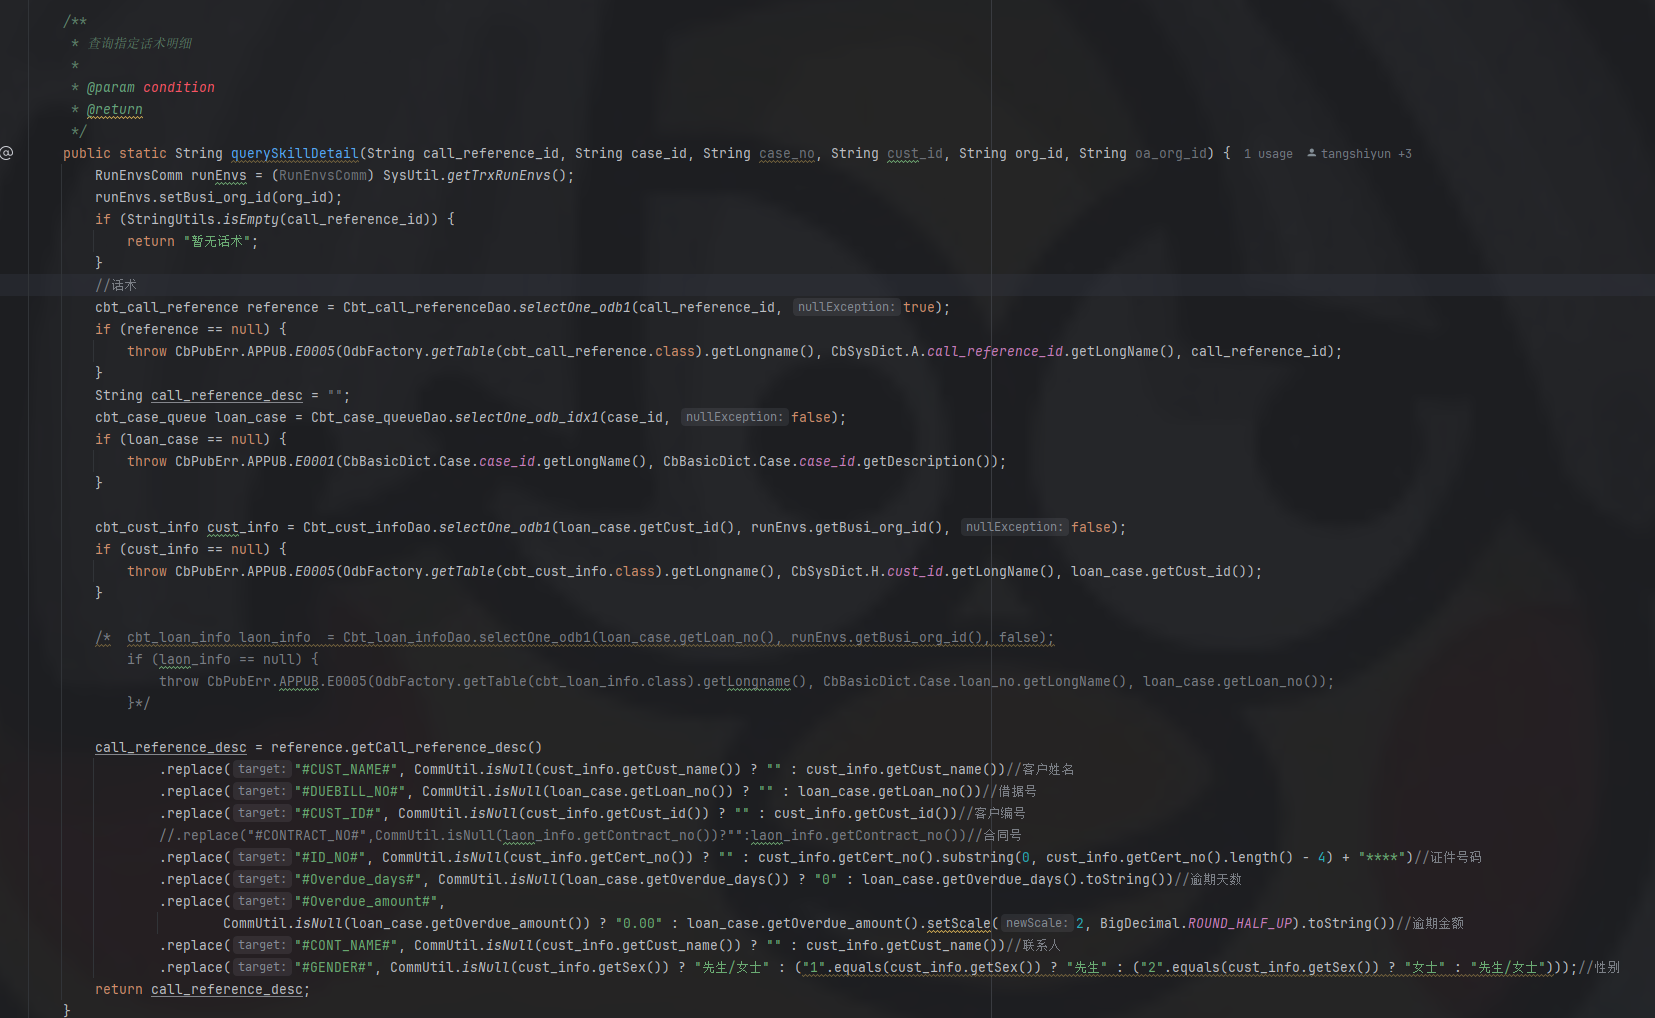 /**
 * 查询指定话术明细
 *
 * @param condition
 * @return
 */
public static String querySkillDetail(String call_reference_id, String case_id, String case_no, String cust_id, String org_id, String oa_org_id) { 1 usage tangshiyun +3
    RunEnvsComm runEnvs = (RunEnvsComm) SysUtil.getTrxRunEnvs();
    runEnvs.setBusi_org_id(org_id);
    if (StringUtils.isEmpty(call_reference_id)) {
        return "暂无话术";
    }
    //话术
    cbt_call_reference reference = Cbt_call_referenceDao.selectOne_odb1(call_reference_id, nullException: true);
    if (reference == null) {
        throw CbPubErr.APPUB.E0005(OdbFactory.getTable(cbt_call_reference.class).getLongname(), CbSysDict.A.call_reference_id.getLongName(), call_reference_id);
    }
    String call_reference_desc = "";
    cbt_case_queue loan_case = Cbt_case_queueDao.selectOne_odb_idx1(case_id, nullException: false);
    if (loan_case == null) {
        throw CbPubErr.APPUB.E0001(CbBasicDict.Case.case_id.getLongName(), CbBasicDict.Case.case_id.getDescription());
    }
    cbt_cust_info cust_info = Cbt_cust_infoDao.selectOne_odb1(loan_case.getCust_id(), runEnvs.getBusi_org_id(), nullException: false);
    if (cust_info == null) {
        throw CbPubErr.APPUB.E0005(OdbFactory.getTable(cbt_cust_info.class).getLongname(), CbSysDict.H.cust_id.getLongName(), loan_case.getCust_id());
    }
    /*  cbt_loan_info laon_info  = Cbt_loan_infoDao.selectOne_odb1(loan_case.getLoan_no(), runEnvs.getBusi_org_id(), false);
        if (laon_info == null) {
            throw CbPubErr.APPUB.E0005(OdbFactory.getTable(cbt_loan_info.class).getLongname(), CbBasicDict.Case.loan_no.getLongName(), loan_case.getLoan_no());
        }*/
    call_reference_desc = reference.getCall_reference_desc()
            .replace( target: "#CUST_NAME#", CommUtil.isNull(cust_info.getCust_name()) ? "" : cust_info.getCust_name())//客户姓名
            .replace( target: "#DUEBILL_NO#", CommUtil.isNull(loan_case.getLoan_no()) ? "" : loan_case.getLoan_no())//借据号
            .replace( target: "#CUST_ID#", CommUtil.isNull(cust_info.getCust_id()) ? "" : cust_info.getCust_id())//客户编号
            //.replace("#CONTRACT_NO#",CommUtil.isNull(laon_info.getContract_no())?"":laon_info.getContract_no())//合同号
            .replace( target: "#ID_NO#", CommUtil.isNull(cust_info.getCert_no()) ? "" : cust_info.getCert_no().substring(0, cust_info.getCert_no().length() - 4) + "****")//证件号码
            .replace( target: "#Overdue_days#", CommUtil.isNull(loan_case.getOverdue_days()) ? "0" : loan_case.getOverdue_days().toString())//逾期天数
            .replace( target: "#Overdue_amount#",
                    CommUtil.isNull(loan_case.getOverdue_amount()) ? "0.00" : loan_case.getOverdue_amount().setScale( newScale: 2, BigDecimal.ROUND_HALF_UP).toString())//逾期金额
            .replace( target: "#CONT_NAME#", CommUtil.isNull(cust_info.getCust_name()) ? "" : cust_info.getCust_name())//联系人
            .replace( target: "#GENDER#", CommUtil.isNull(cust_info.getSex()) ? "先生/女士" : ("1".equals(cust_info.getSex()) ? "先生" : ("2".equals(cust_info.getSex()) ? "女士" : "先生/女士")));//性别
    return call_reference_desc;
}